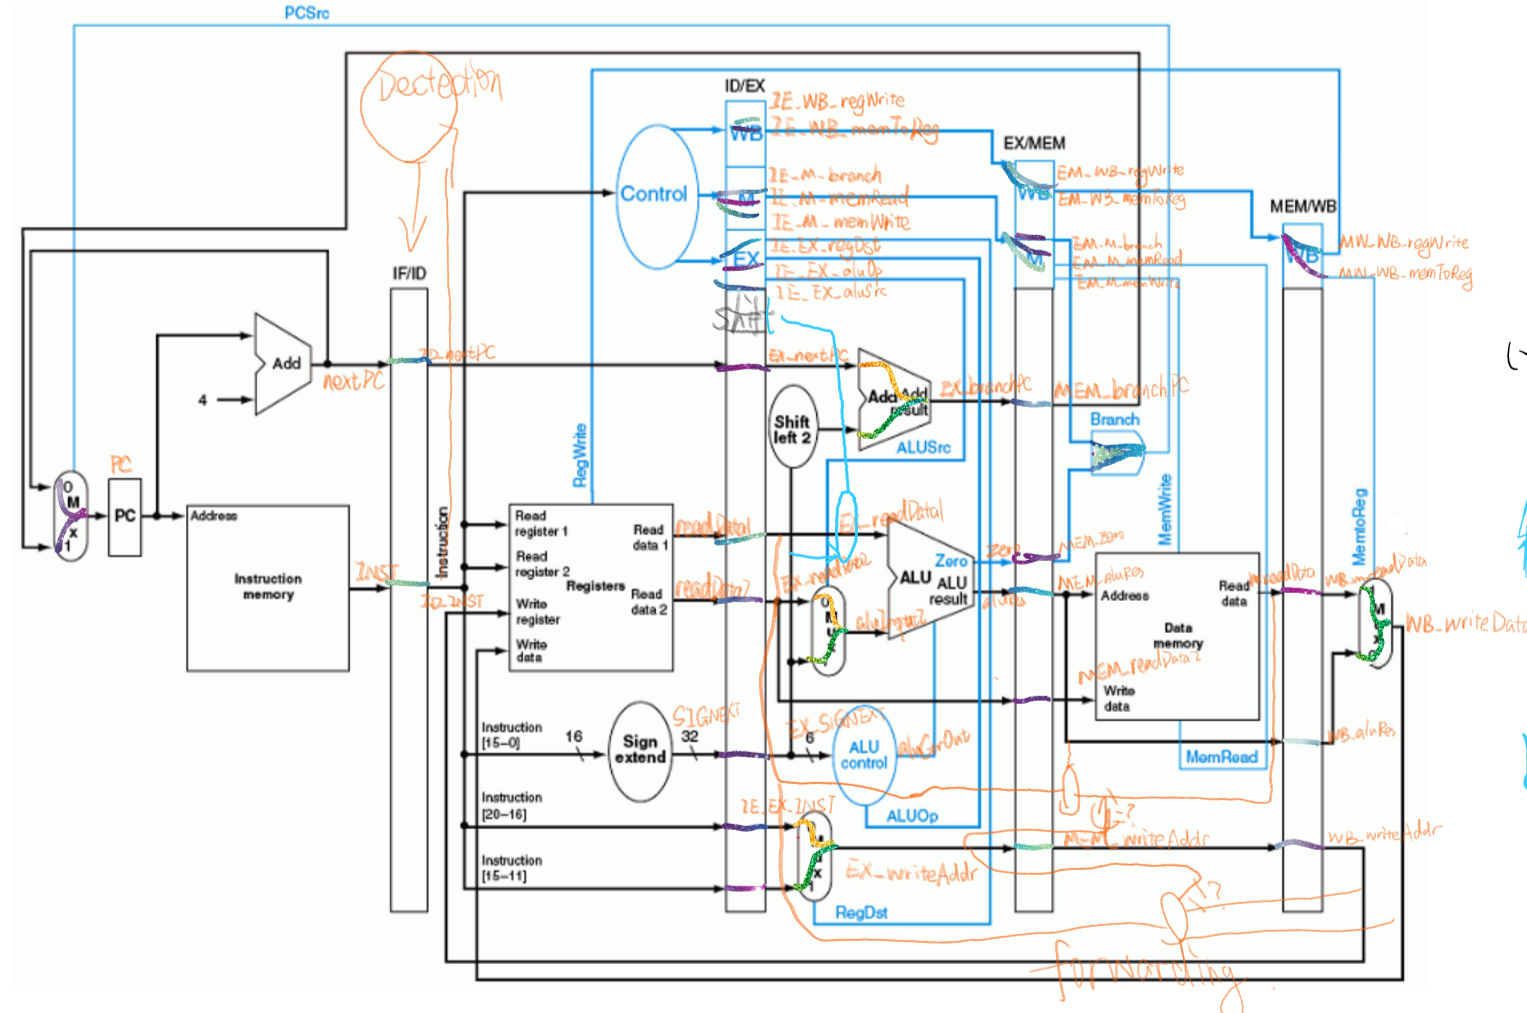 PCSrc
Dectection
ID/EX
IE_WB_regWrite
WB
IE_WB_memToReg
EX/MEM
Control
IE_M_branch
M
IE_M_memRead
IE_M_memWrite
EM_WB_regWrite
WB
EM_WB_memToReg
MEM/WB
IE_EX_regDst
EX
IE_EX_aluOp
IE_EX_aluSrc
EM_M_branch
M
EM_M_memRead
EM_M_memWrite
MW_WB_regWrite
WB
MW_WB_memToReg
IF/ID
Shift
Add
4
nextPC
ID_nextPC
EX_nextPC
Add
Add
result
EX_branchPC
MEM_branchPC
Shift
left 2
Branch
ALUSrc
RegWrite
PC
0
M
x
1
PC
Address
Instruction
memory
INST
Instruction
ID_INST
Read
register 1
Read
register 2
Registers
Write
register
Write
data
Read
data 1
Read
data 2
readData1
readData2
EX_readData1
EX_readData2
0
M
u
aluInput2
ALU
Zero
ALU
result
zero
MEM_zero
aluRes
MEM_aluRes
MemWrite
Address
Read
data
Data
memory
MEM_readData2
Write
data
MemRead
mreadData
MemtoReg
WB_mreadData
M
x
WB_writeData
WB_aluRes
Instruction
[15–0]
16
Sign
extend
SIGNEXT
32
EX_SIGNEXT
6
ALU
control
aluCtrOut
ALUOp
Instruction
[20–16]
IE_EX_INST
Instruction
[15–11]
x
1
EX_writeAddr
RegDst
?
MEM_writeAddr
WB_writeAddr
?
forwarding